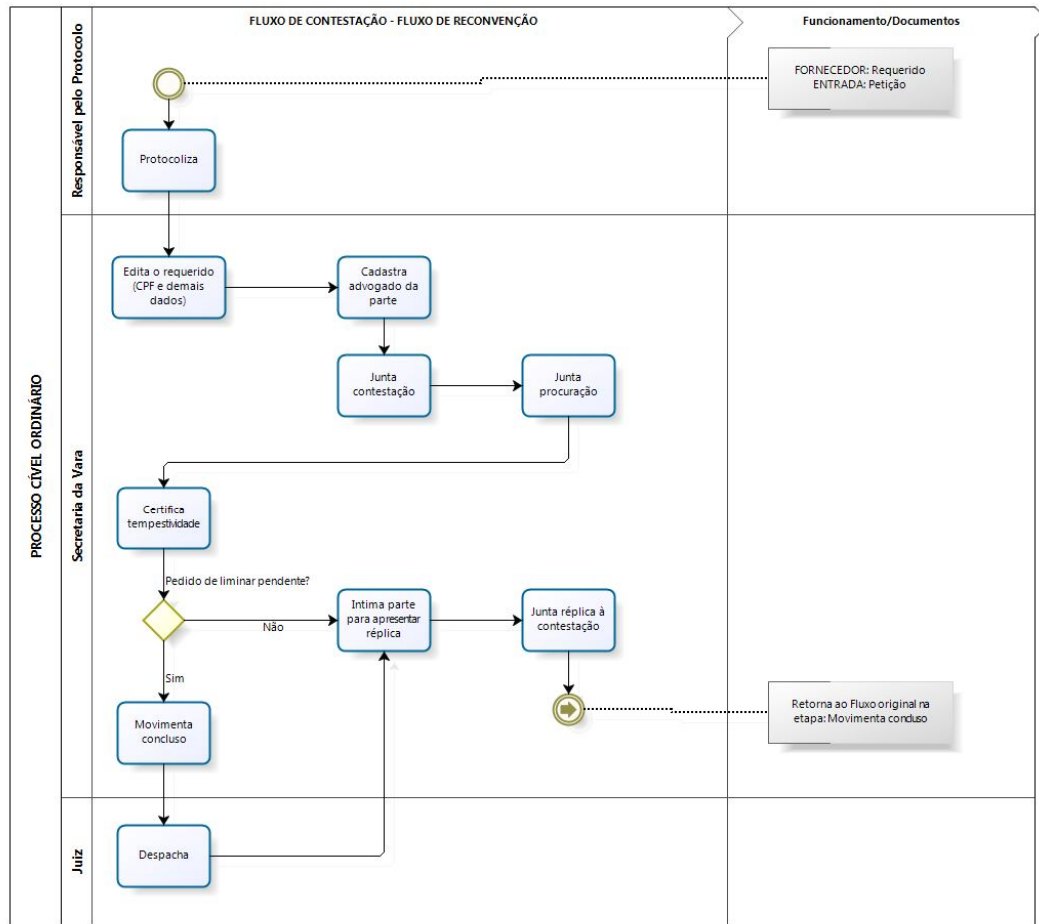 FLUXO DE CONTESTAÇÃO - FLUXO DE RECONVENÇÃO
Funcionamento/Documentos
PROCESSO CÍVEL ORDINÁRIO
Responsável pelo Protocolo
FORNECEDOR: Requerido
ENTRADA: Petição
Protocoliza
Secretaria da Vara
Edita o requerido
(CPF e demais
dados)
Cadastra
advogado da
parte
Junta
contestação
Junta
procuração
Certifica
tempestividade
Pedido de liminar pendente?
Não
Sim
Intima parte
para apresentar
réplica
Junta réplica à
contestação
Retorna ao Fluxo original na
etapa: Movimenta concluso
Movimenta
concluso
Juiz
Despacha